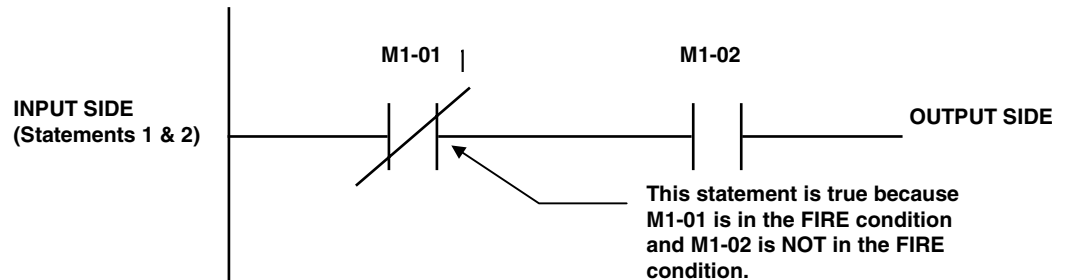 M1-01
M1-02
INPUT SIDE
(Statements 1 & 2)
OUTPUT SIDE
This statement is true because
M1-01 is in the FIRE condition
and M1-02 is NOT in the FIRE
condition.